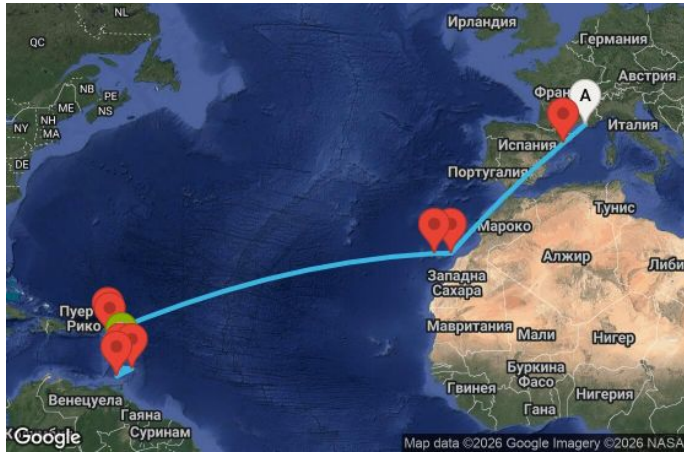 NL
Ирландия
QC
Германия
NB
PE
Фран
A
Австрия
ME
NS
NY
NH
MA
Италия
Испания
DE
Португалия
Тунис
Мароко
Алжир
Либи
Западна
Сахара
Пуер
Рико
Мавритания
Мали
Нигер
Буркина
Фасо
Венецуела
Гвинея
Нигерия
Гаяна
Гана
Суринам
Google
Map data ©2026 Google Imagery ©2026 NASA